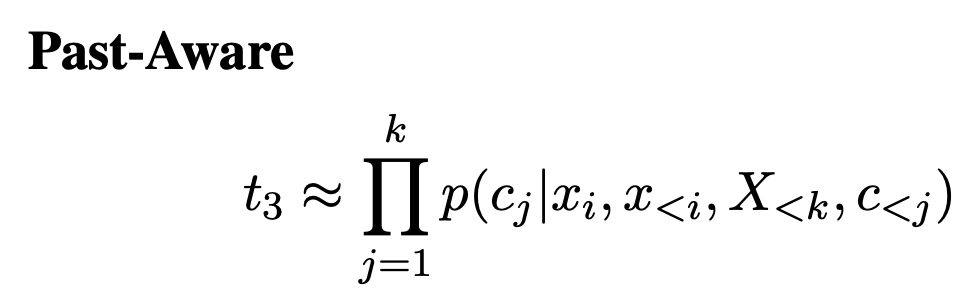 Past-Aware
t₃ ≈ ∏_{j=1}^{k} p(c_j|x_i, x_{<i}, X_{<k}, c_{<j})